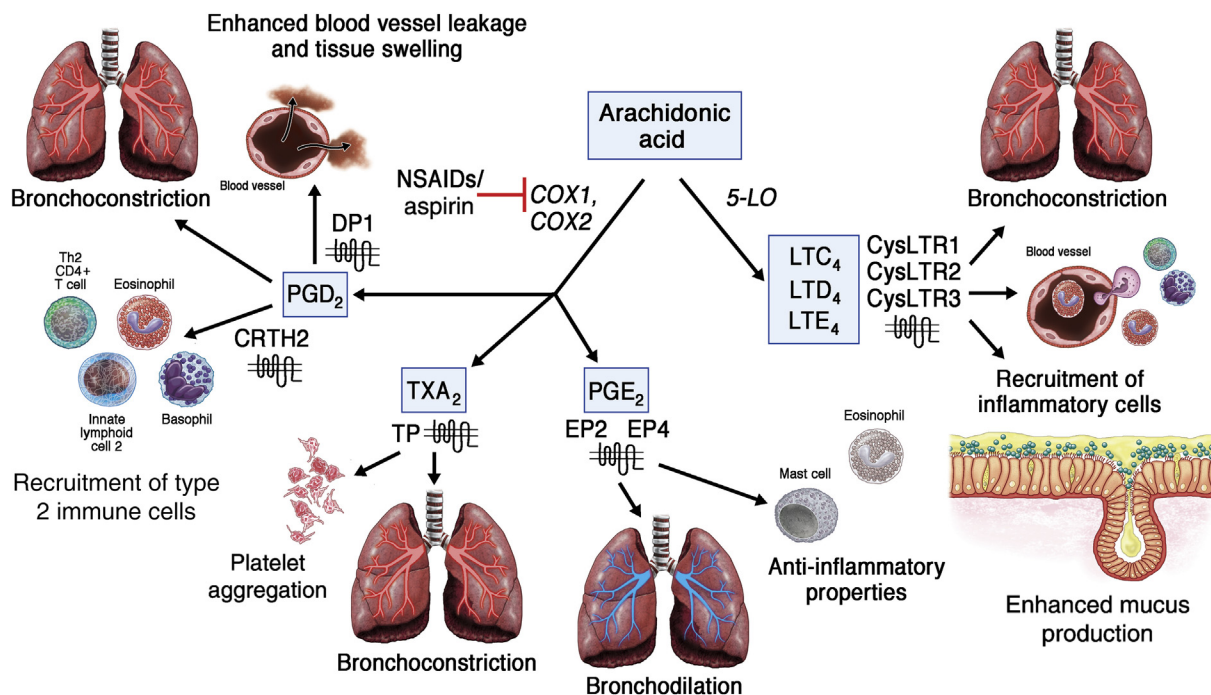 Enhanced blood vessel leakage
and tissue swelling
Bronchoconstriction
Blood vessel
Arachidonic
acid
NSAIDs/
aspirin
COX1,
COX2
5-LO
DP1
PGD2
CRTH2
Th2
CD4+
T cell
Eosinophil
Innate
lymphoid
cell 2
Basophil
Recruitment of type
2 immune cells
TXA2
TP
Platelet
aggregation
Bronchoconstriction
PGE2
EP2 EP4
Bronchodilation
Eosinophil
Mast cell
Anti-inflammatory
properties
LTC4
LTD4
LTE4
CysLTR1
CysLTR2
CysLTR3
Bronchoconstriction
Blood vessel
Recruitment of
inflammatory cells
Enhanced mucus
production